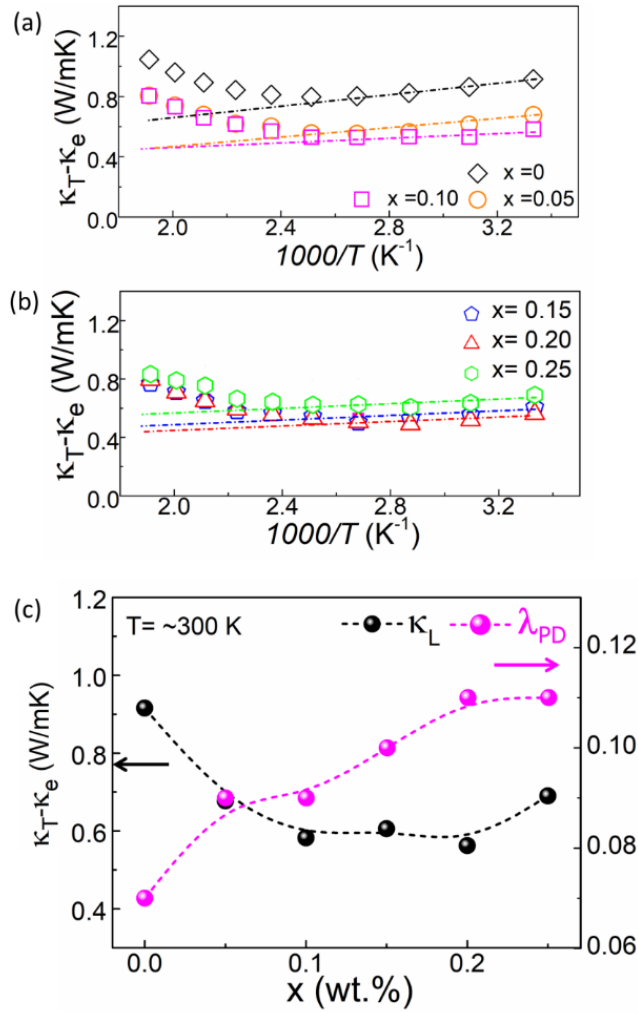 (a)
1.2
0.8
0.4
0.0
κT-κe (W/mK)
x =0
x =0.10
x =0.05
2.0 2.4 2.8 3.2
1000/T (K-1)
(b)
1.2
0.8
0.4
0.0
κT-κe (W/mK)
x= 0.15
x= 0.20
x= 0.25
2.0 2.4 2.8 3.2
1000/T (K-1)
(c)
T= ~300 K
κL
λPD
1.2
1.0
0.8
0.6
0.4
κT-κe (W/mK)
0.12
0.10
0.08
0.06
0.0 0.1 0.2
x (wt.%)